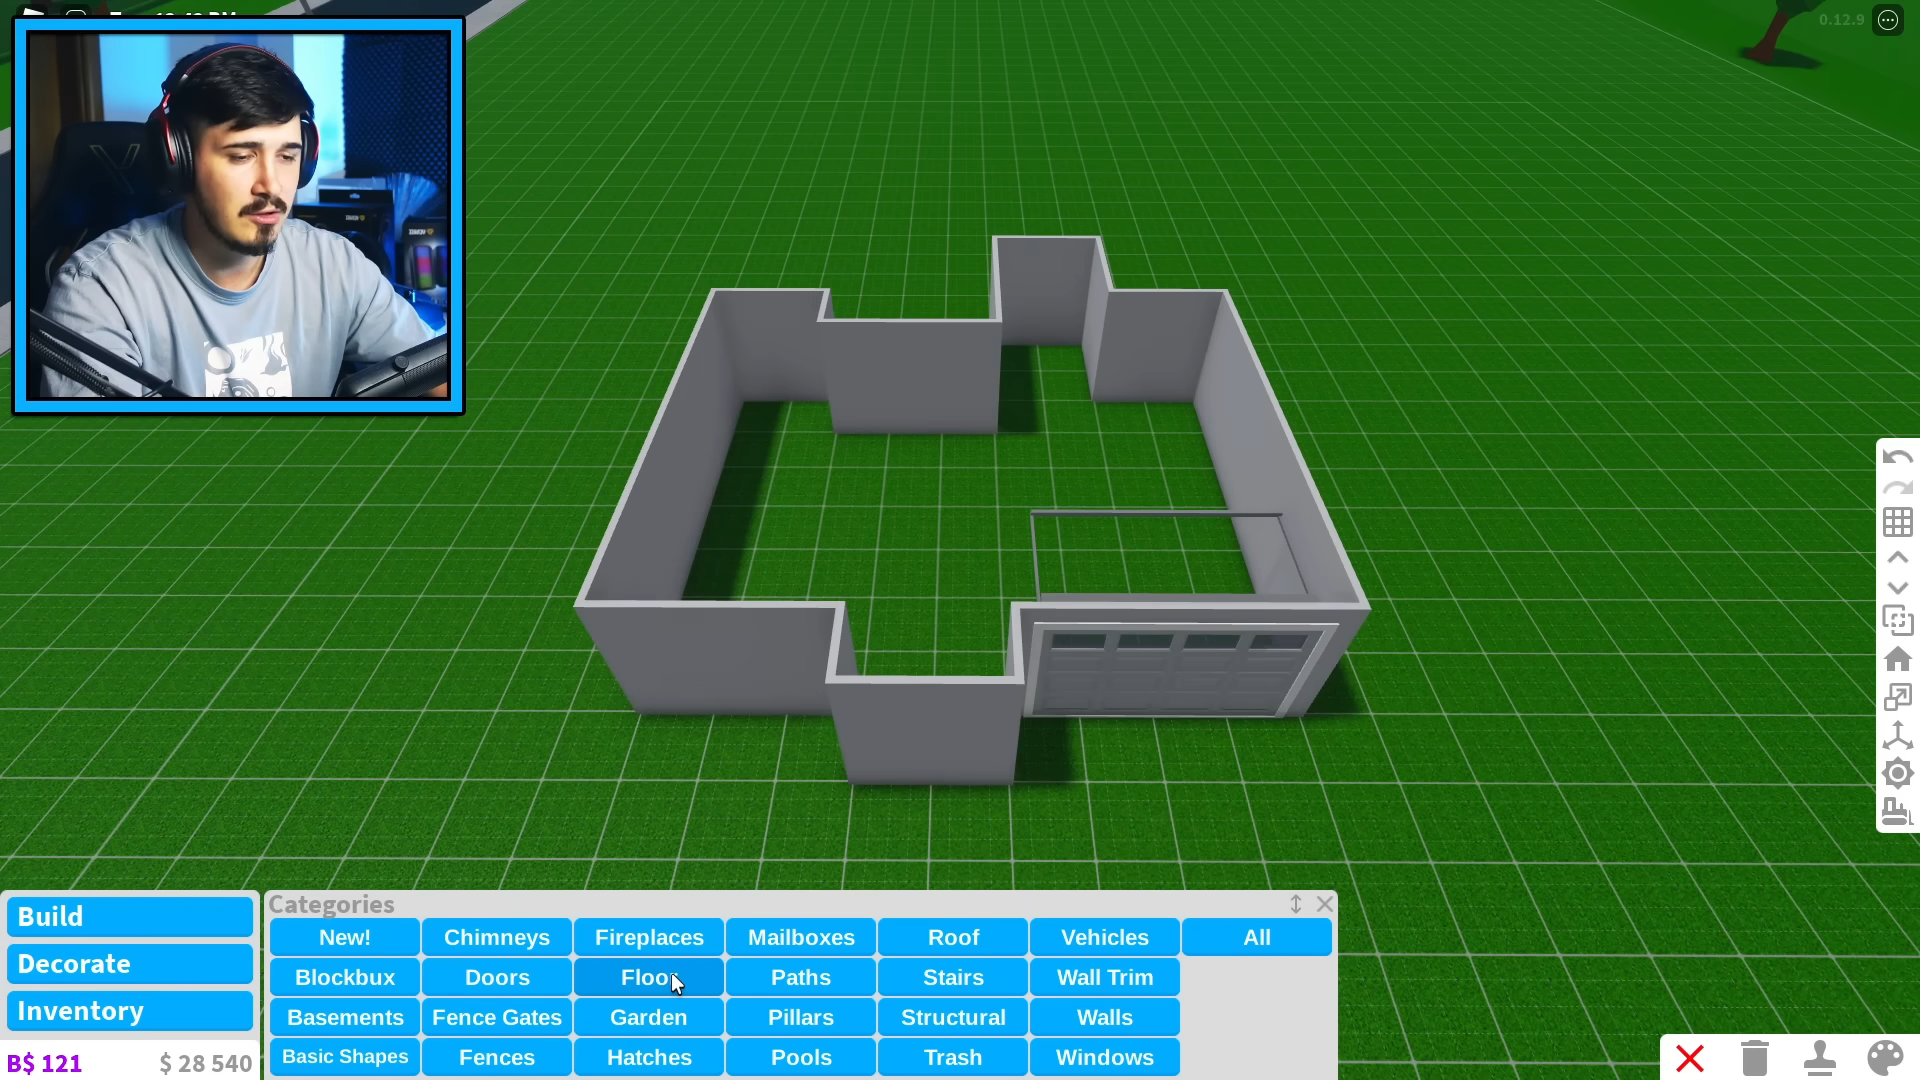 0.12.9
Categories
Build
Decorate
Inventory
B$ 121
$ 28 540
New!
Chimneys
Fireplaces
Mailboxes
Roof
Vehicles
All
Blockbux
Doors
Floor
Paths
Stairs
Wall Trim
Basements
Fence Gates
Garden
Pillars
Structural
Walls
Basic Shapes
Fences
Hatches
Pools
Trash
Windows